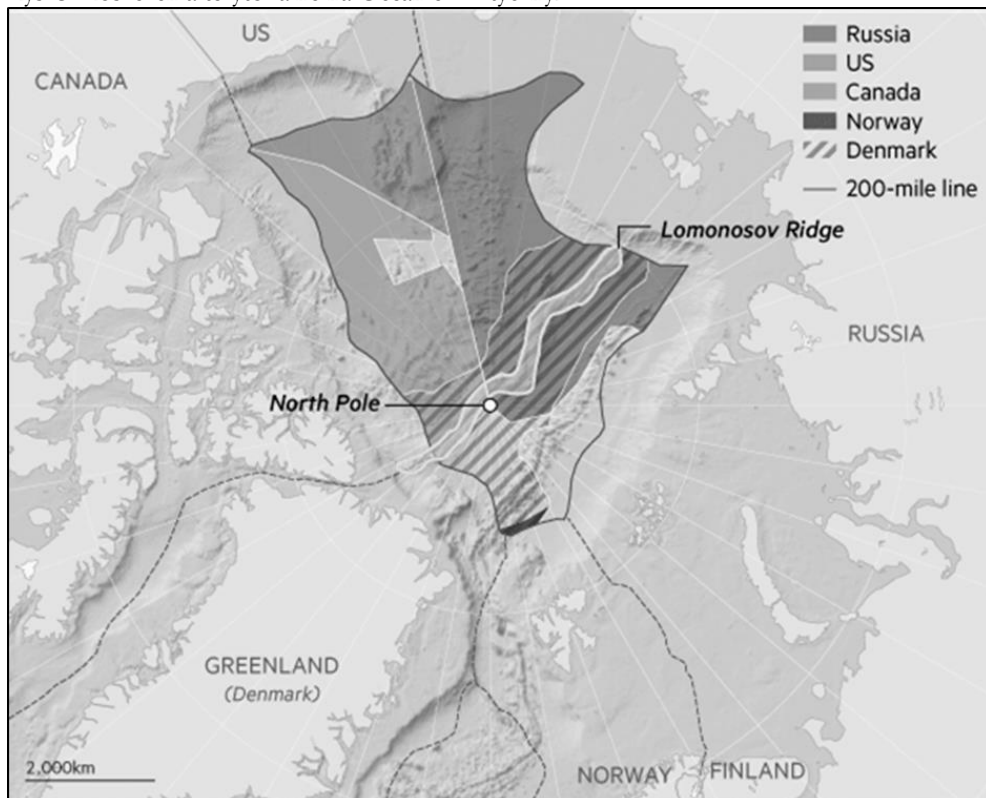 US
CANADA
Russia
US
Canada
Norway
Denmark
200-mile line
Lomonosov Ridge
RUSSIA
North Pole
GREENLAND
(Denmark)
2,000km
NORWAY
FINLAND